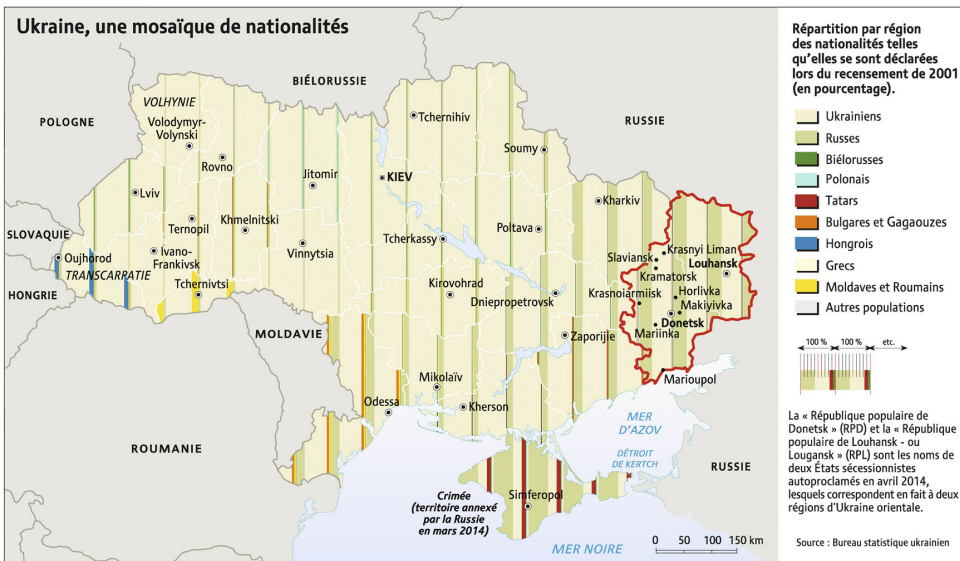 Ukraine, une mosaïque de nationalités
BIÉLORUSSIE
POLOGNE
RUSSIE
VOLHYNIE
Volodymyr-
Volynski
Rovno
Tchernihiv
Soumy
Jitomir
KIEV
Lviv
Kharkiv
SLOVAQUIE
Ternopil
Khmelnitski
Vinnytsia
Tcherkassy
Poltava
Oujhorod
Ivano-
Frankivsk
TRANSCARPATIE
HONGRIE
Tchernivtsi
Kirovohrad
Dniepropetrovsk
Slaviansk
Krasnyi Liman
Louhansk
Kramatorsk
Krasnoiarmiisk
Horlivka
Makiyivka
Donetsk
Mariinka
MOLDAVIE
Zaporijie
Marioupol
Mikolaïv
Odessa
Kherson
ROUMANIE
MER
D'AZOV
DÉTROIT
DE KERTCH
RUSSIE
Crimée
(territoire annexé
par la Russie
en mars 2014)
Simferopol
MER NOIRE
0 50 100 150 km
Répartition par région
des nationalités telles
qu'elles se sont déclarées
lors du recensement de 2001
(en pourcentage).
Ukrainiens
Russes
Biélorusses
Polonais
Tatars
Bulgares et Gagaouzes
Hongrois
Grecs
Moldaves et Roumains
Autres populations
100 % 100 % etc.
La « République populaire de
Donetsk » (RPD) et la « République
populaire de Louhansk - ou
Lougansk » (RPL) sont les noms de
deux États sécessionnistes
autoproclamés en avril 2014,
lesquels correspondent en fait à deux
régions d'Ukraine orientale.
Source : Bureau statistique ukrainien